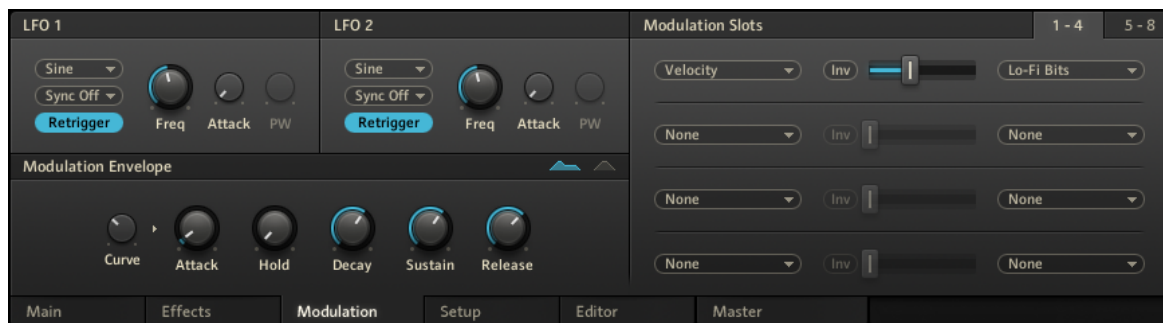 LFO 1
Sine
Sync Off
Retrigger
Freq
Attack
PW
LFO 2
Sine
Sync Off
Retrigger
Freq
Attack
PW
Modulation Envelope
Curve
Attack
Hold
Decay
Sustain
Release
Modulation Slots
1 - 4
5 - 8
Velocity
Inv
Lo-Fi Bits
None
Inv
None
None
Inv
None
None
Inv
None
Main
Effects
Modulation
Setup
Editor
Master